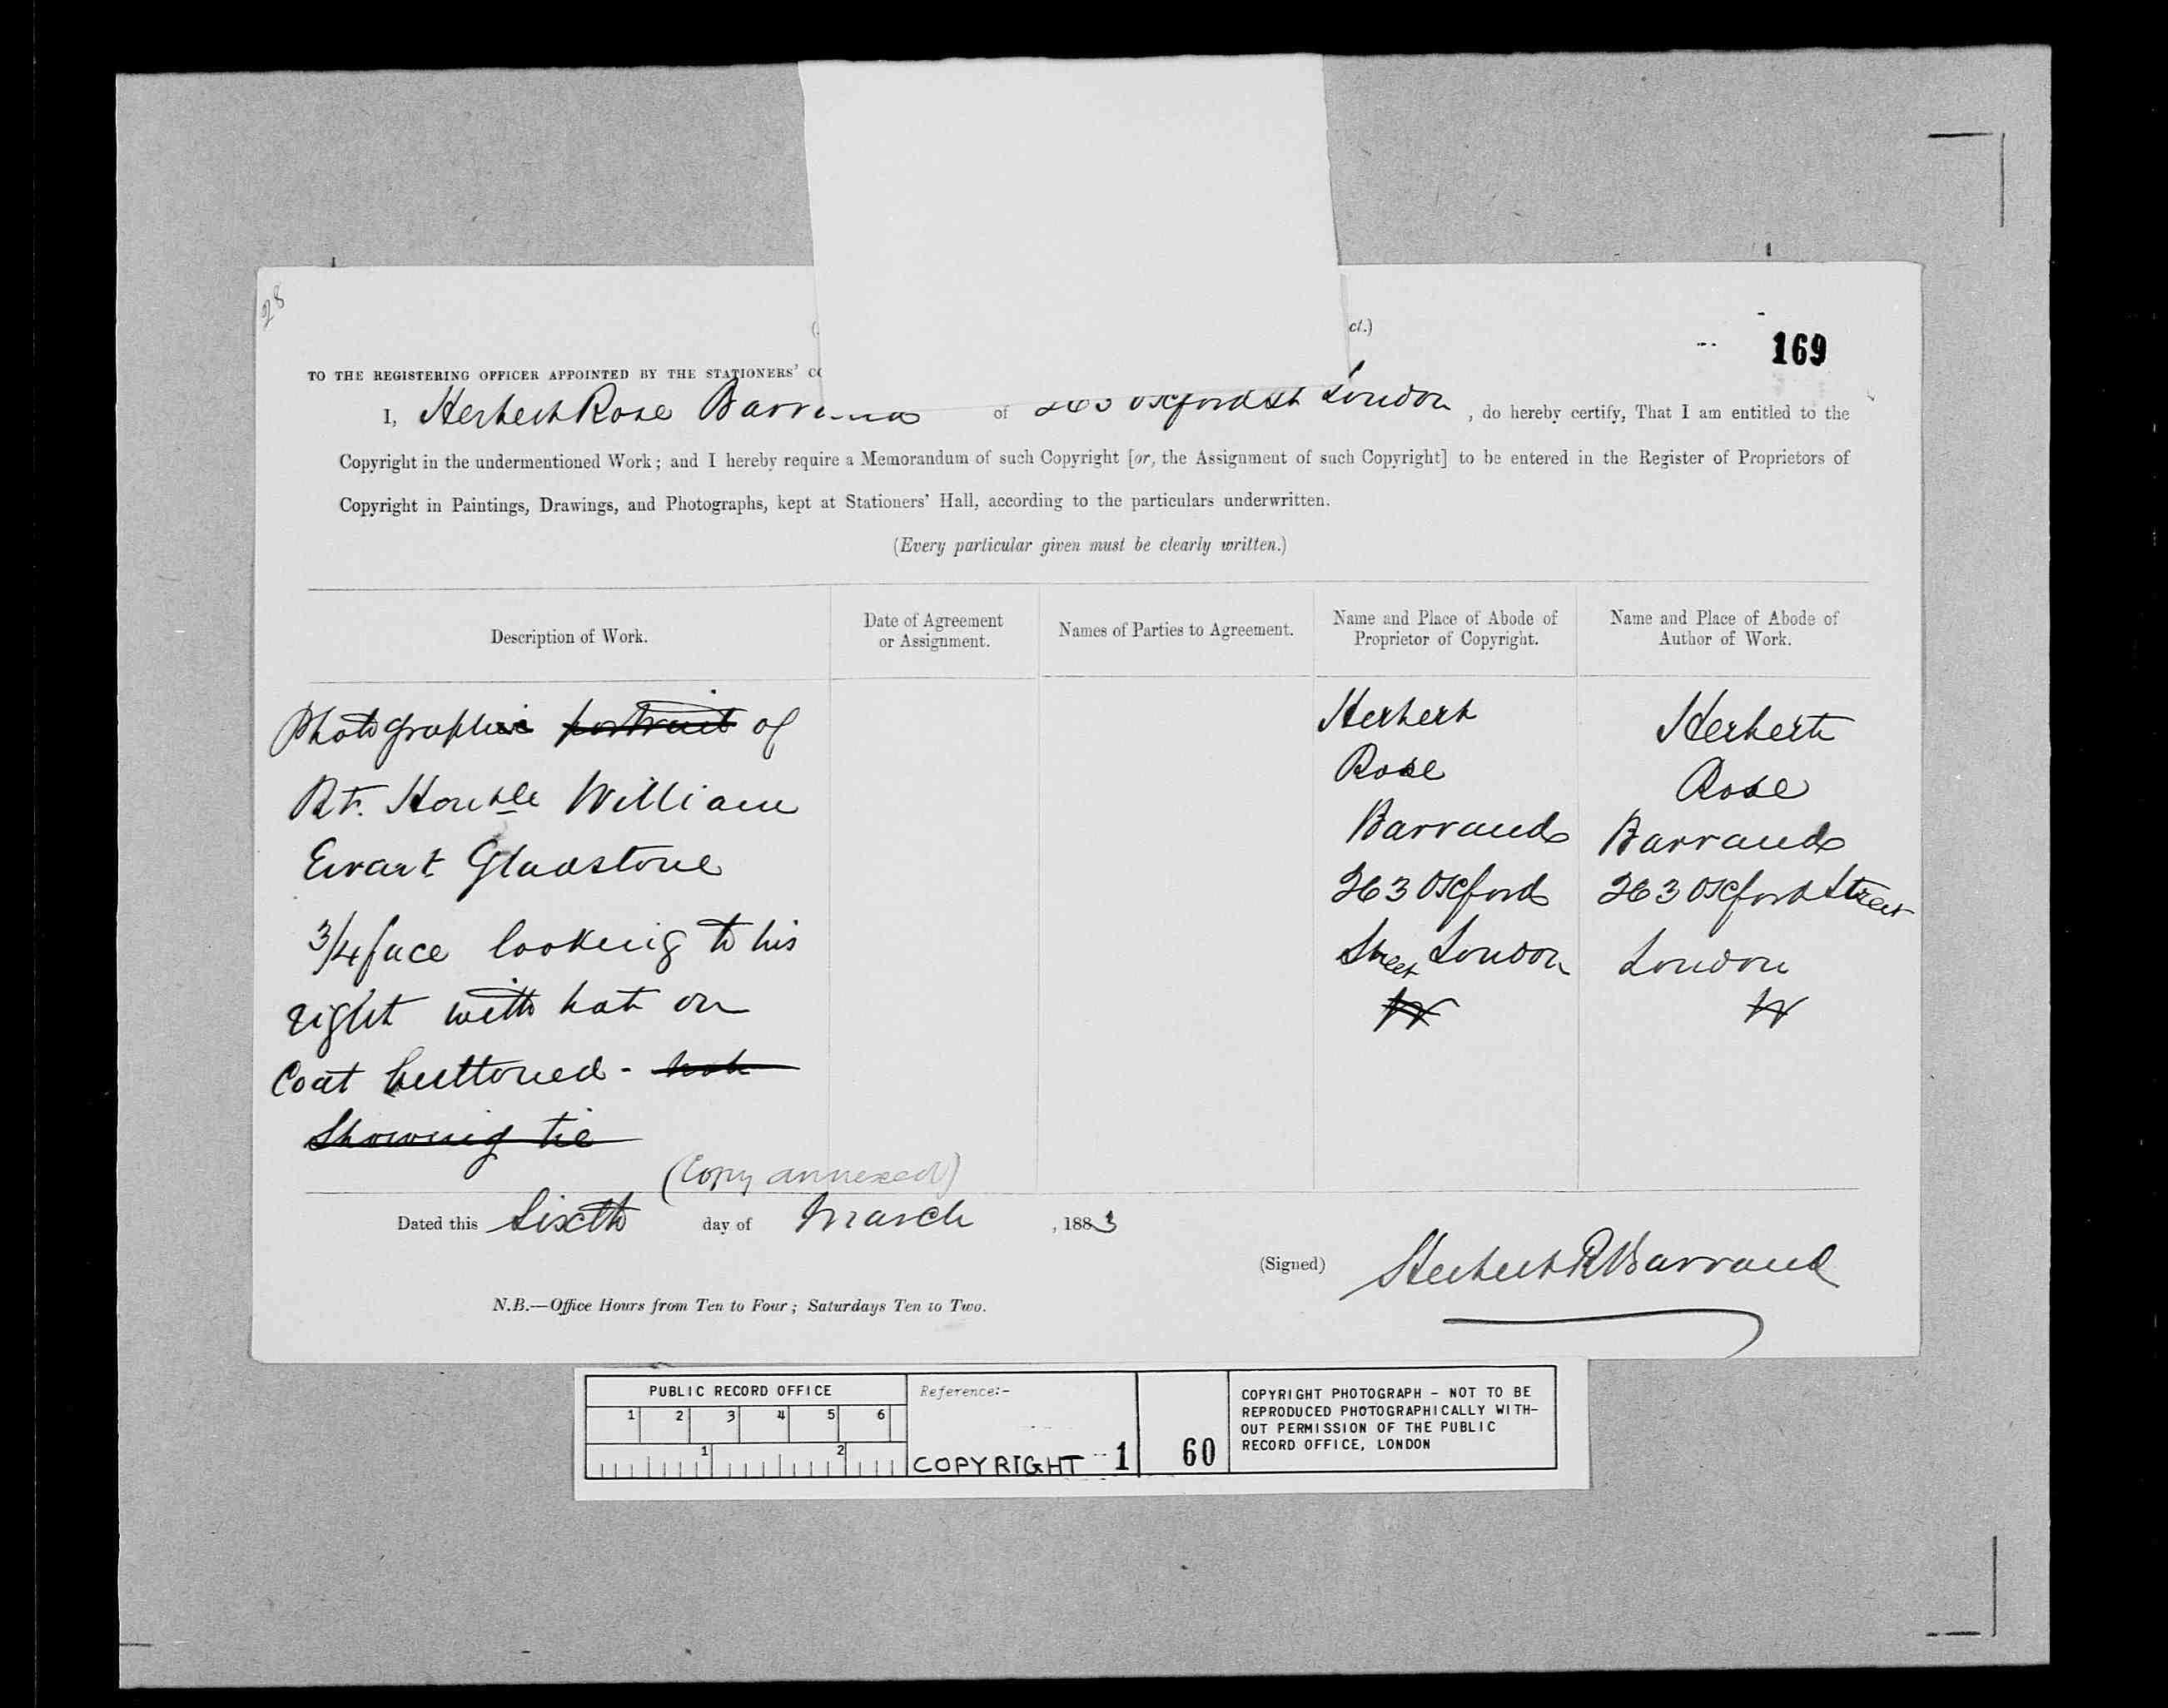 28
ct.)
169
TO THE REGISTERING OFFICER APPOINTED BY THE STATIONERS' CO
I, Herbert Rose Barraud of 263 Oxford St London, do hereby certify, That I am entitled to the
Copyright in the undermentioned Work; and I hereby require a Memorandum of such Copyright [or, the Assignment of such Copyright] to be entered in the Register of Proprietors of
Copyright in Paintings, Drawings, and Photographs, kept at Stationers' Hall, according to the particulars underwritten.
(Every particular given must be clearly written.)
Description of Work.
Date of Agreement
or Assignment.
Names of Parties to Agreement.
Name and Place of Abode of
Proprietor of Copyright.
Name and Place of Abode of
Author of Work.
Photographic portrait of
Rt. Honble William
Ewart Gladstone
3/4 face looking to his
right with hat on
Coat buttoned - not
Showing tie
Herbert
Rose
Barraud
263 Oxford
Street London
W
Herbert
Rose
Barraud
263 Oxford Street
London
W
(Copy annexed)
Dated this Sixth day of March, 1883
(Signed) Herbert R Barraud
N.B.—Office Hours from Ten to Four; Saturdays Ten to Two.
PUBLIC RECORD OFFICE
1 2 3 4 5 6
1 2
Reference:-
COPYRIGHT 1
60
COPYRIGHT PHOTOGRAPH - NOT TO BE
REPRODUCED PHOTOGRAPHICALLY WITH-
OUT PERMISSION OF THE PUBLIC
RECORD OFFICE, LONDON